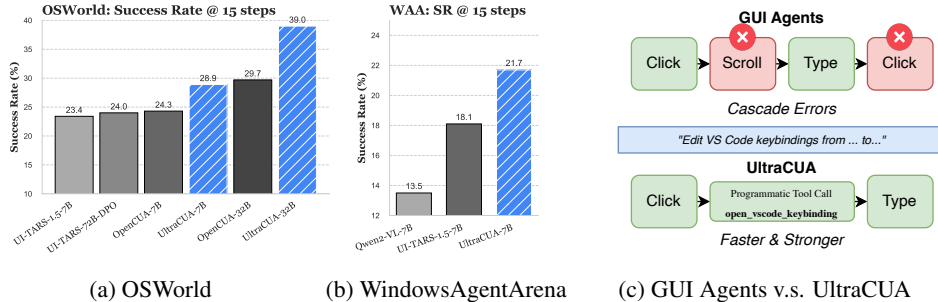 OSWorld: Success Rate @ 15 steps
Success Rate (%)
40
35
30
25
20
15
10
23.4
24.0
24.3
28.9
29.7
39.0
UI-TARS-1.5-7B
UI-TARS-72B-DPO
OpenCUA-7B
UltraCUA-7B
OpenCUA-32B
UltraCUA-32B
(a) OSWorld
WAA: SR @ 15 steps
Success Rate (%)
24
22
20
18
16
14
12
13.5
18.1
21.7
Qwen2-VL-7B
UI-TARS-1.5-7B
UltraCUA-7B
(b) WindowsAgentArena
GUI Agents
Click
Scroll
Type
Click
Cascade Errors
"Edit VS Code keybindings from ... to..."
UltraCUA
Click
Programmatic Tool Call
open_vscode_keybinding
Type
Faster & Stronger
(c) GUI Agents v.s. UltraCUA